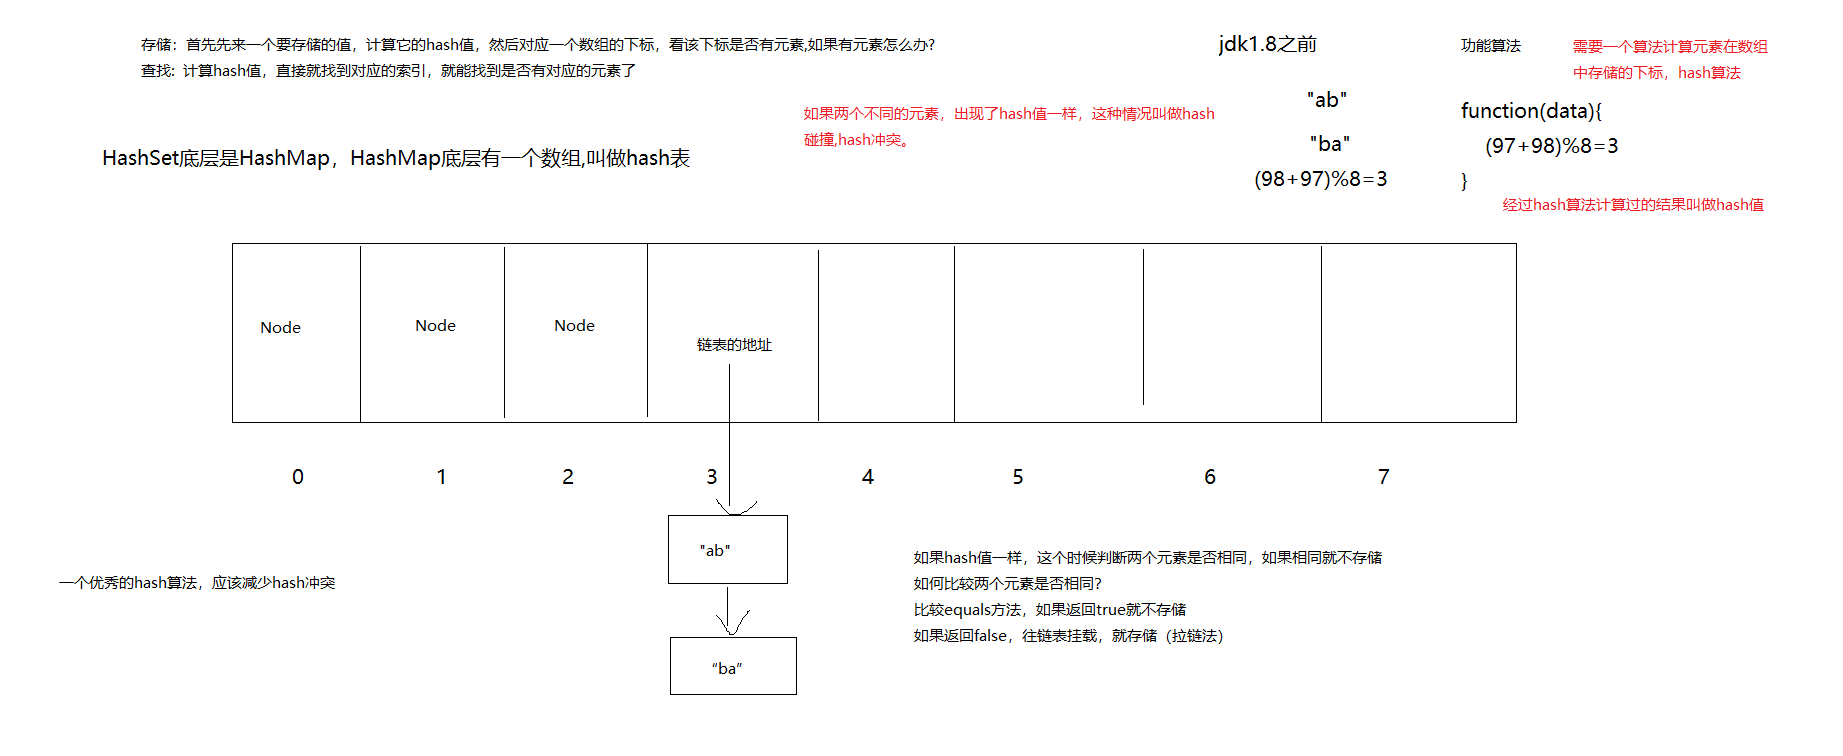 存储：首先先来一个要存储的值，计算它的hash值，然后对应一个数组的下标，看该下标是否有元素,如果有元素怎么办?
查找: 计算hash值，直接就找到对应的索引，就能找到是否有对应的元素了
jdk1.8之前
功能算法
需要一个算法计算元素在数组
中存储的下标，hash算法
如果两个不同的元素，出现了hash值一样，这种情况叫做hash
碰撞,hash冲突。
"ab"
"ba"
(98+97)%8=3
function(data){
(97+98)%8=3
}
经过hash算法计算过的结果叫做hash值
HashSet底层是HashMap，HashMap底层有一个数组,叫做hash表
Node
Node
Node
链表的地址
0
1
2
3
4
5
6
7
"ab"
“ba”
一个优秀的hash算法，应该减少hash冲突
如果hash值一样，这个时候判断两个元素是否相同，如果相同就不存储
如何比较两个元素是否相同？
比较equals方法，如果返回true就不存储
如果返回false，往链表挂载，就存储（拉链法）